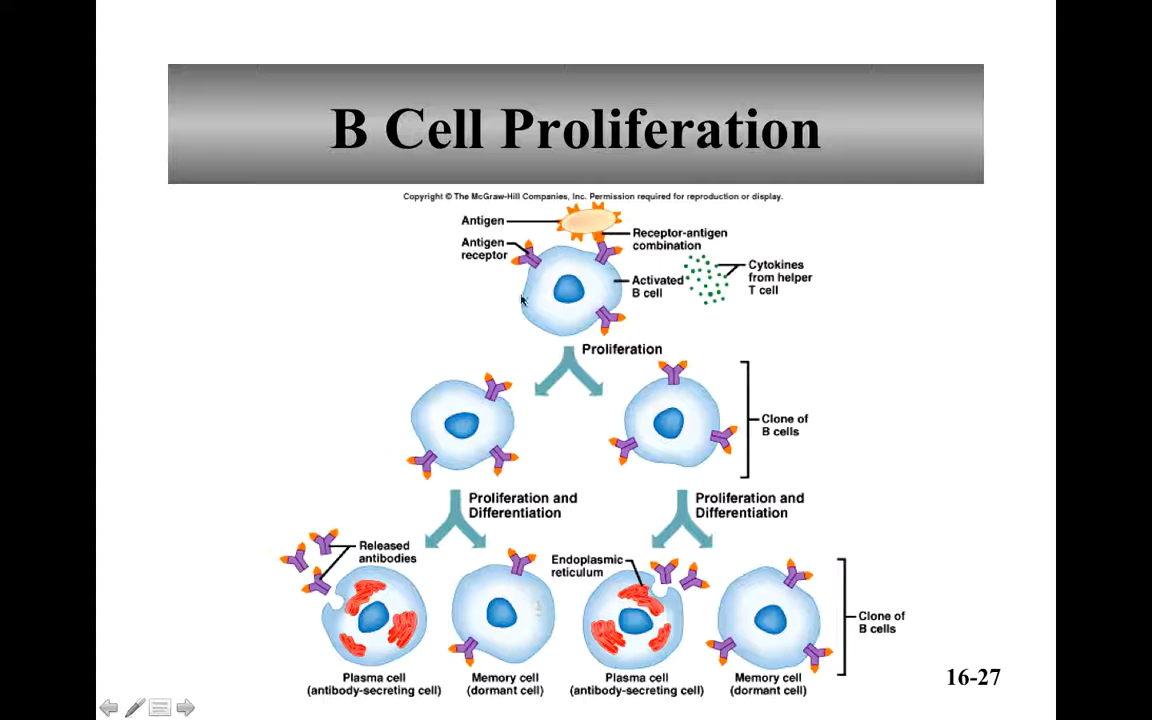 B Cell Proliferation
Copyright © The McGraw-Hill Companies, Inc. Permission required for reproduction or display.
Antigen
Antigen
receptor
Receptor-antigen
combination
Activated
B cell
Cytokines
from helper
T cell
Proliferation
Clone of
B cells
Proliferation and
Differentiation
Proliferation and
Differentiation
Released
antibodies
Endoplasmic
reticulum
Clone of
B cells
Plasma cell
(antibody-secreting cell)
Memory cell
(dormant cell)
Plasma cell
(antibody-secreting cell)
Memory cell
(dormant cell)
16-27